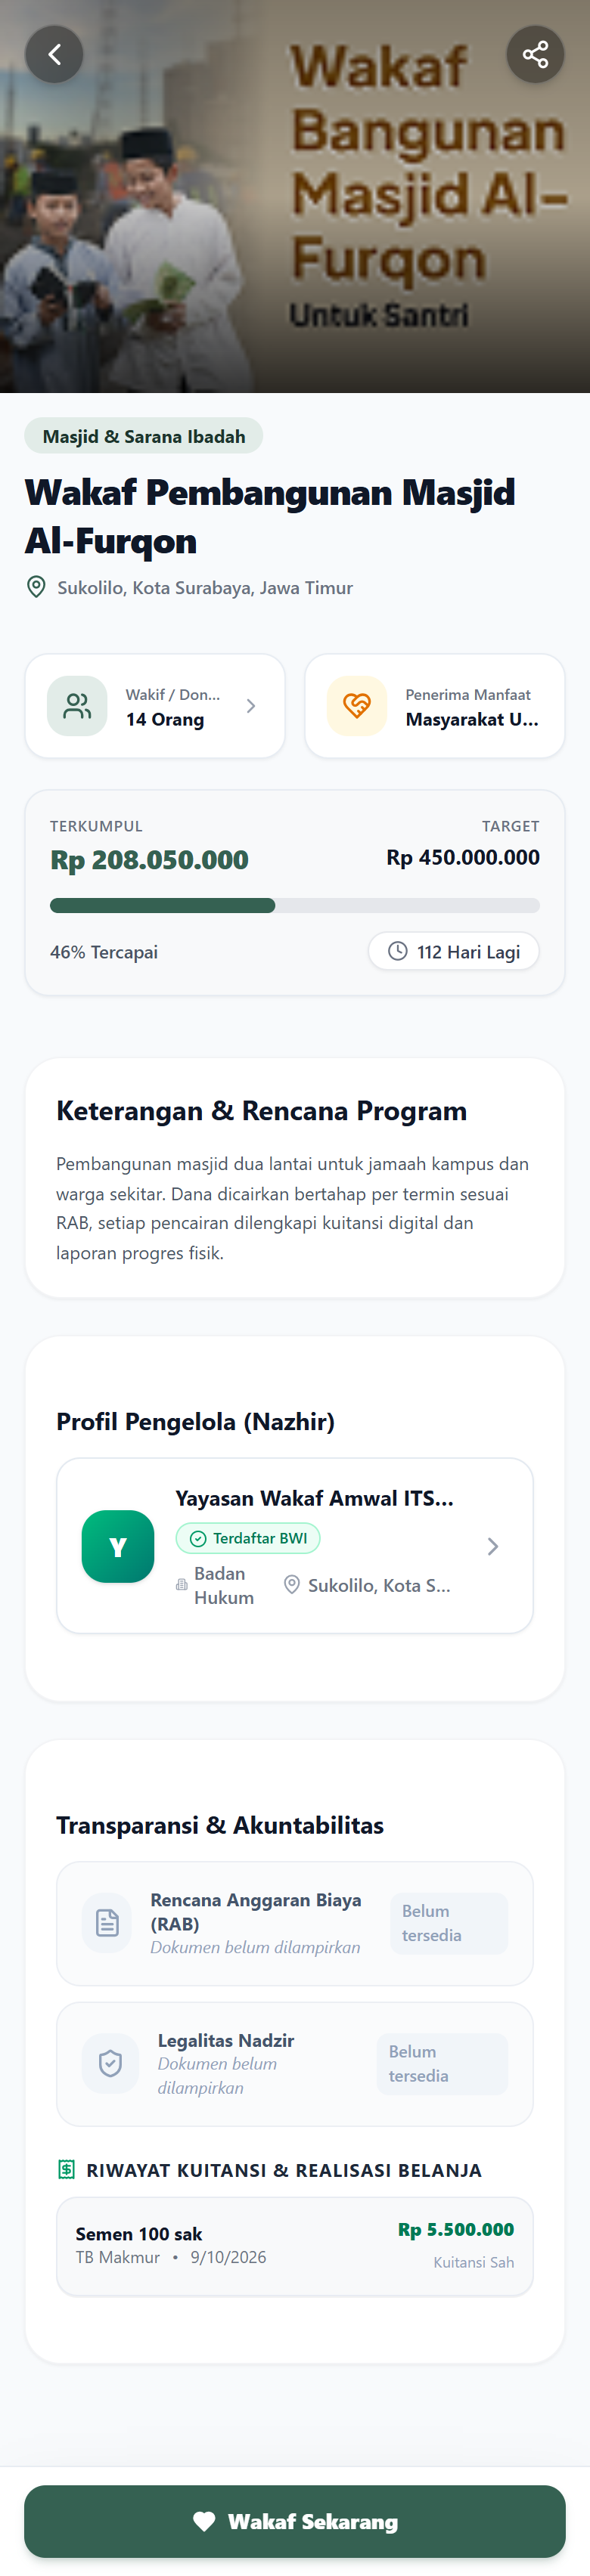 Wakaf
Bangunan
Masjid Al-
Furqon
Untuk Santri
Masjid & Sarana Ibadah
Wakaf Pembangunan Masjid
Al-Furqon
Sukolilo, Kota Surabaya, Jawa Timur
Wakif / Don...
14 Orang
Penerima Manfaat
Masyarakat U...
TERKUMPUL
TARGET
Rp 208.050.000
Rp 450.000.000
46% Tercapai
112 Hari Lagi
Keterangan & Rencana Program
Pembangunan masjid dua lantai untuk jamaah kampus dan
warga sekitar. Dana dicairkan bertahap per termin sesuai
RAB, setiap pencairan dilengkapi kuitansi digital dan
laporan progres fisik.
Profil Pengelola (Nazhir)
Y
Yayasan Wakaf Amwal ITS...
Terdaftar BWI
Badan
Hukum
Sukolilo, Kota S...
Transparansi & Akuntabilitas
Rencana Anggaran Biaya
(RAB)
Dokumen belum dilampirkan
Belum
tersedia
Legalitas Nadzir
Dokumen belum
dilampirkan
Belum
tersedia
RIWAYAT KUITANSI & REALISASI BELANJA
Semen 100 sak
TB Makmur • 9/10/2026
Rp 5.500.000
Kuitansi Sah
Wakaf Sekarang